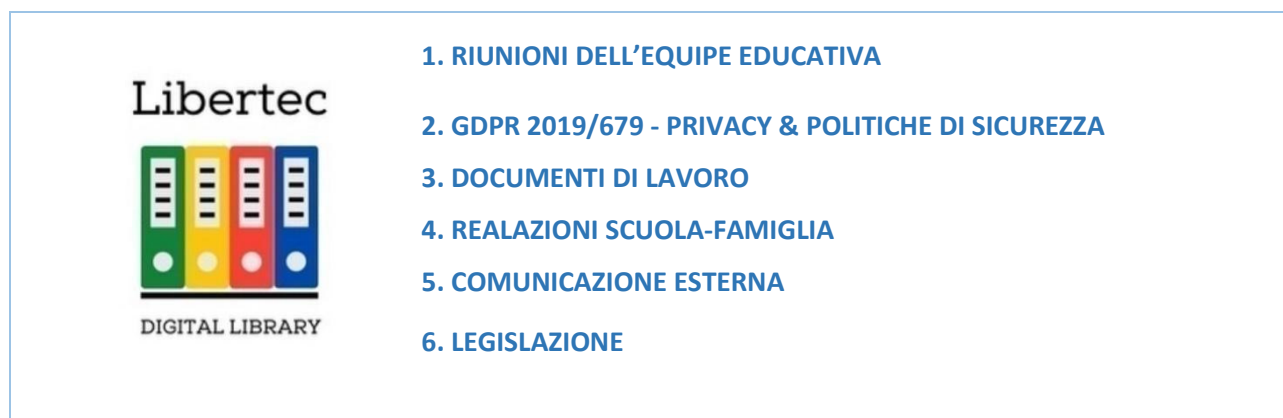 Libertec
DIGITAL LIBRARY
1. RIUNIONI DELL’EQUIPE EDUCATIVA
2. GDPR 2019/679 - PRIVACY & POLITICHE DI SICUREZZA
3. DOCUMENTI DI LAVORO
4. REALAZIONI SCUOLA-FAMIGLIA
5. COMUNICAZIONE ESTERNA
6. LEGISLAZIONE